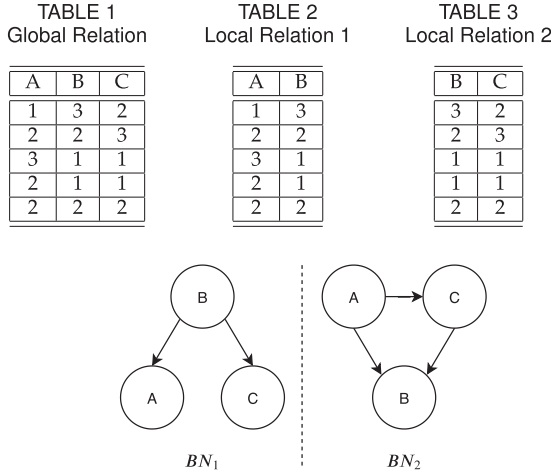 TABLE 1 TABLE 2 TABLE 3
Global Relation Local Relation 1 Local Relation 2
A B C A B B C
1 3 2 1 3 3 2
2 2 3 2 2 2 3
3 1 1 3 1 1 1
2 1 1 2 1 1 1
2 2 2 2 2 2 2
B A C
A C B
BN₁ BN₂